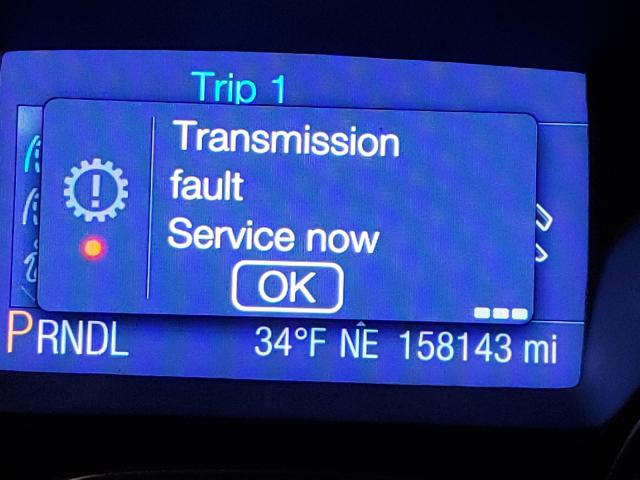 Trip 1
Transmission
fault
Service now
OK
PRNDL 34°F NE 158143 mi